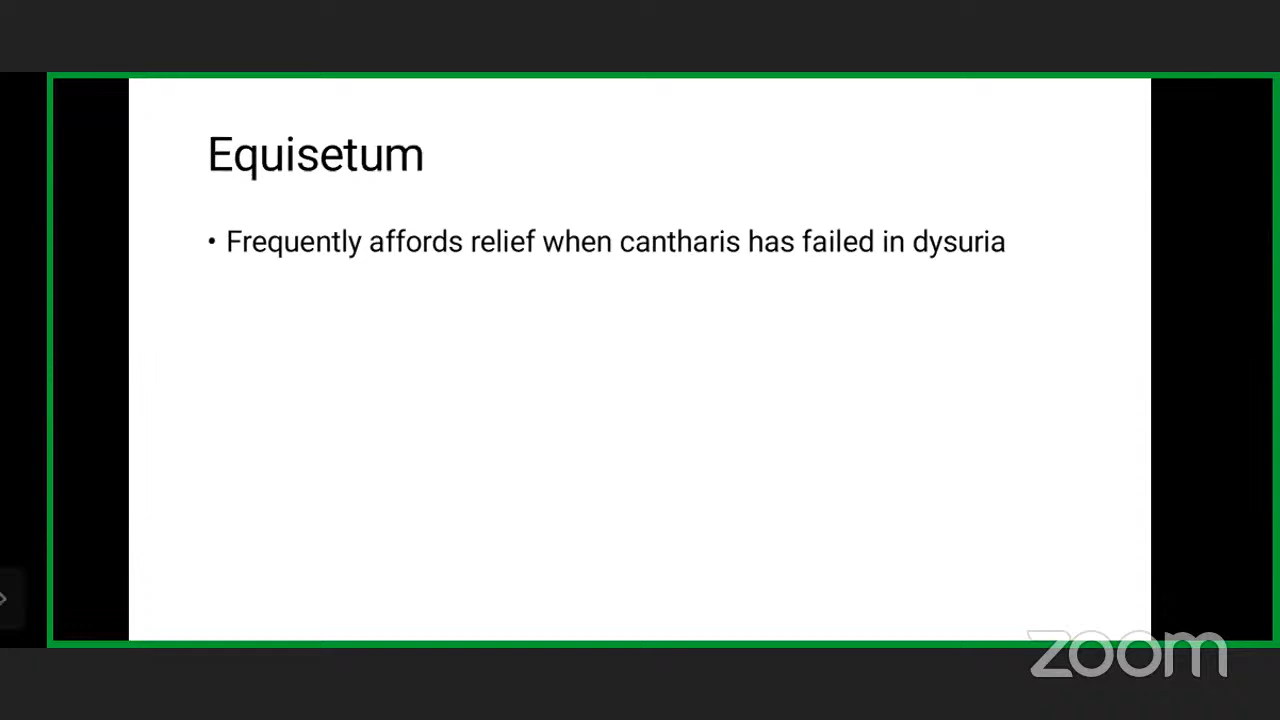 Equisetum
• Frequently affords relief when cantharis has failed in dysuria
zoom